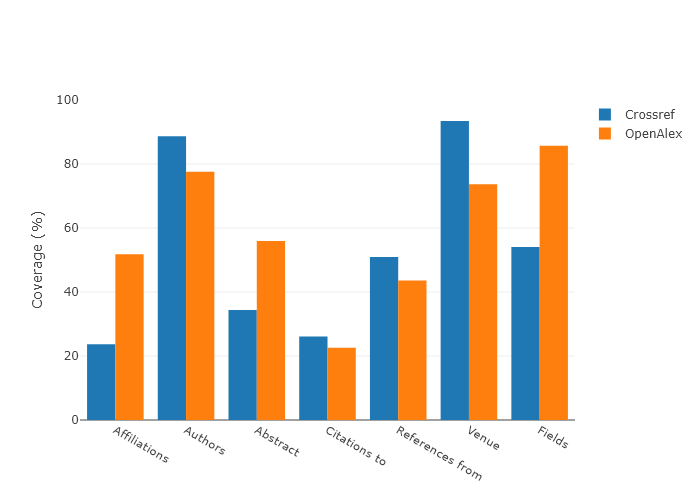 100
80
60
40
20
0
Coverage (%)
Affiliations
Authors
Abstract
Citations to
References from
Venue
Fields
Crossref
OpenAlex